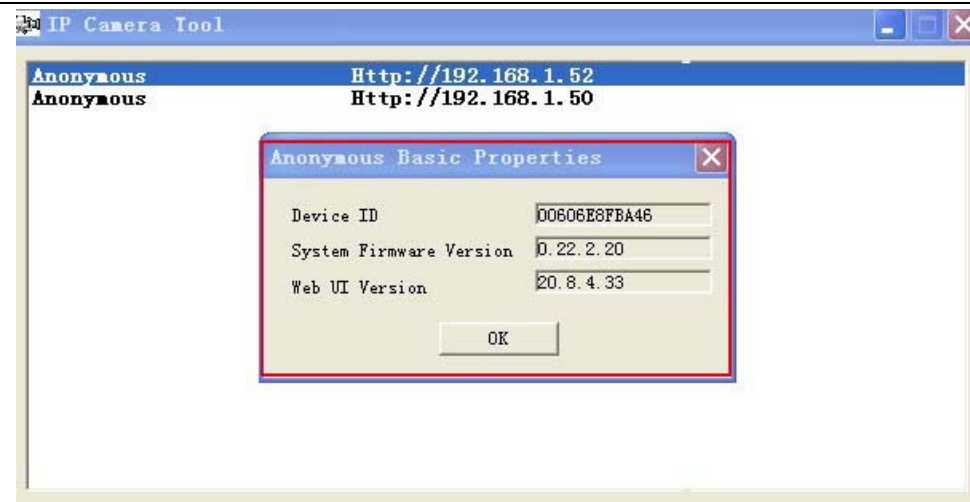 IP Camera Tool
Anonymous Http://192.168.1.52
Anonymous Http://192.168.1.50
Anonymous Basic Properties
Device ID 00606E8FBA46
System Firmware Version 0.22.2.20
Web UI Version 20.8.4.33
OK